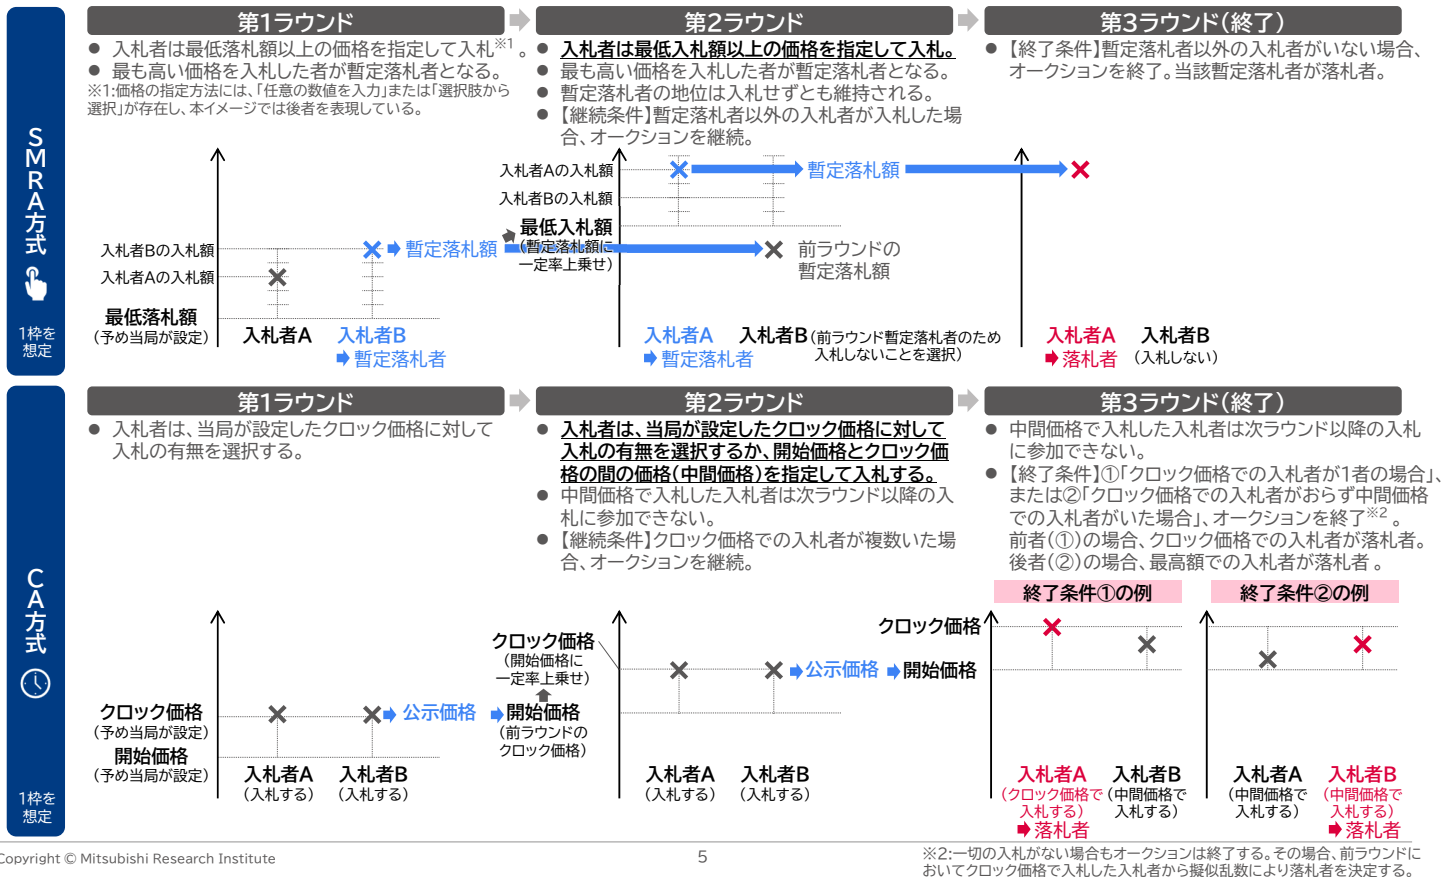 SMRA方式
1枠を
想定
第1ラウンド
● 入札者は最低落札額以上の価格を指定して入札※1。
● 最も高い価格を入札した者が暫定落札者となる。
※1:価格の指定方法には、「任意の数値を入力」または「選択肢から
選択」が存在し、本イメージでは後者を表現している。
入札者Bの入札額
入札者Aの入札額
最低落札額
(予め当局が設定)
暫定落札額
入札者A
入札者B
暫定落札者
第2ラウンド
● 入札者は最低入札額以上の価格を指定して入札。
● 最も高い価格を入札した者が暫定落札者となる。
● 暫定落札者の地位は入札せずとも維持される。
● 【継続条件】暫定落札者以外の入札者が入札した場
合、オークションを継続。
入札者Aの入札額
入札者Bの入札額
最低入札額
(暫定落札額に
一定率上乗せ)
暫定落札額
前ラウンドの
暫定落札額
入札者A
暫定落札者
入札者B(前ラウンド暫定落札者のため
入札しないことを選択)
第3ラウンド(終了)
● 【終了条件】暫定落札者以外の入札者がいない場合、
オークションを終了。当該暫定落札者が落札者。
入札者A
落札者
入札者B
(入札しない)
CA方式
1枠を
想定
第1ラウンド
● 入札者は、当局が設定したクロック価格に対して
入札の有無を選択する。
クロック価格
(予め当局が設定)
開始価格
(予め当局が設定)
公示価格
入札者A
(入札する)
入札者B
(入札する)
第2ラウンド
● 入札者は、当局が設定したクロック価格に対して
入札の有無を選択するか、開始価格とクロック価
格の間の価格(中間価格)を指定して入札する。
● 中間価格で入札した入札者は次ラウンド以降の入
札に参加できない。
● 【継続条件】クロック価格での入札者が複数いた場
合、オークションを継続。
クロック価格
(開始価格に
一定率上乗せ)
開始価格
(前ラウンドの
クロック価格)
公示価格
入札者A
(入札する)
入札者B
(入札する)
第3ラウンド(終了)
● 中間価格で入札した入札者は次ラウンド以降の入札
に参加できない。
● 【終了条件】①「クロック価格での入札者が1者の場合」、
または②「クロック価格での入札者がおらず中間価格
での入札者がいた場合」、オークションを終了※2。
前者(①)の場合、クロック価格での入札者が落札者。
後者(②)の場合、最高額での入札者が落札者。
終了条件①の例
クロック価格
開始価格
入札者A
(クロック価格で
入札する)
落札者
入札者B
(中間価格で
入札する)
終了条件②の例
入札者A
(中間価格で
入札する)
入札者B
(中間価格で
入札する)
落札者
Copyright © Mitsubishi Research Institute
5
※2:一切の入札がない場合もオークションは終了する。その場合、前ラウンドに
おいてクロック価格で入札した入札者から擬似乱数により落札者を決定する。